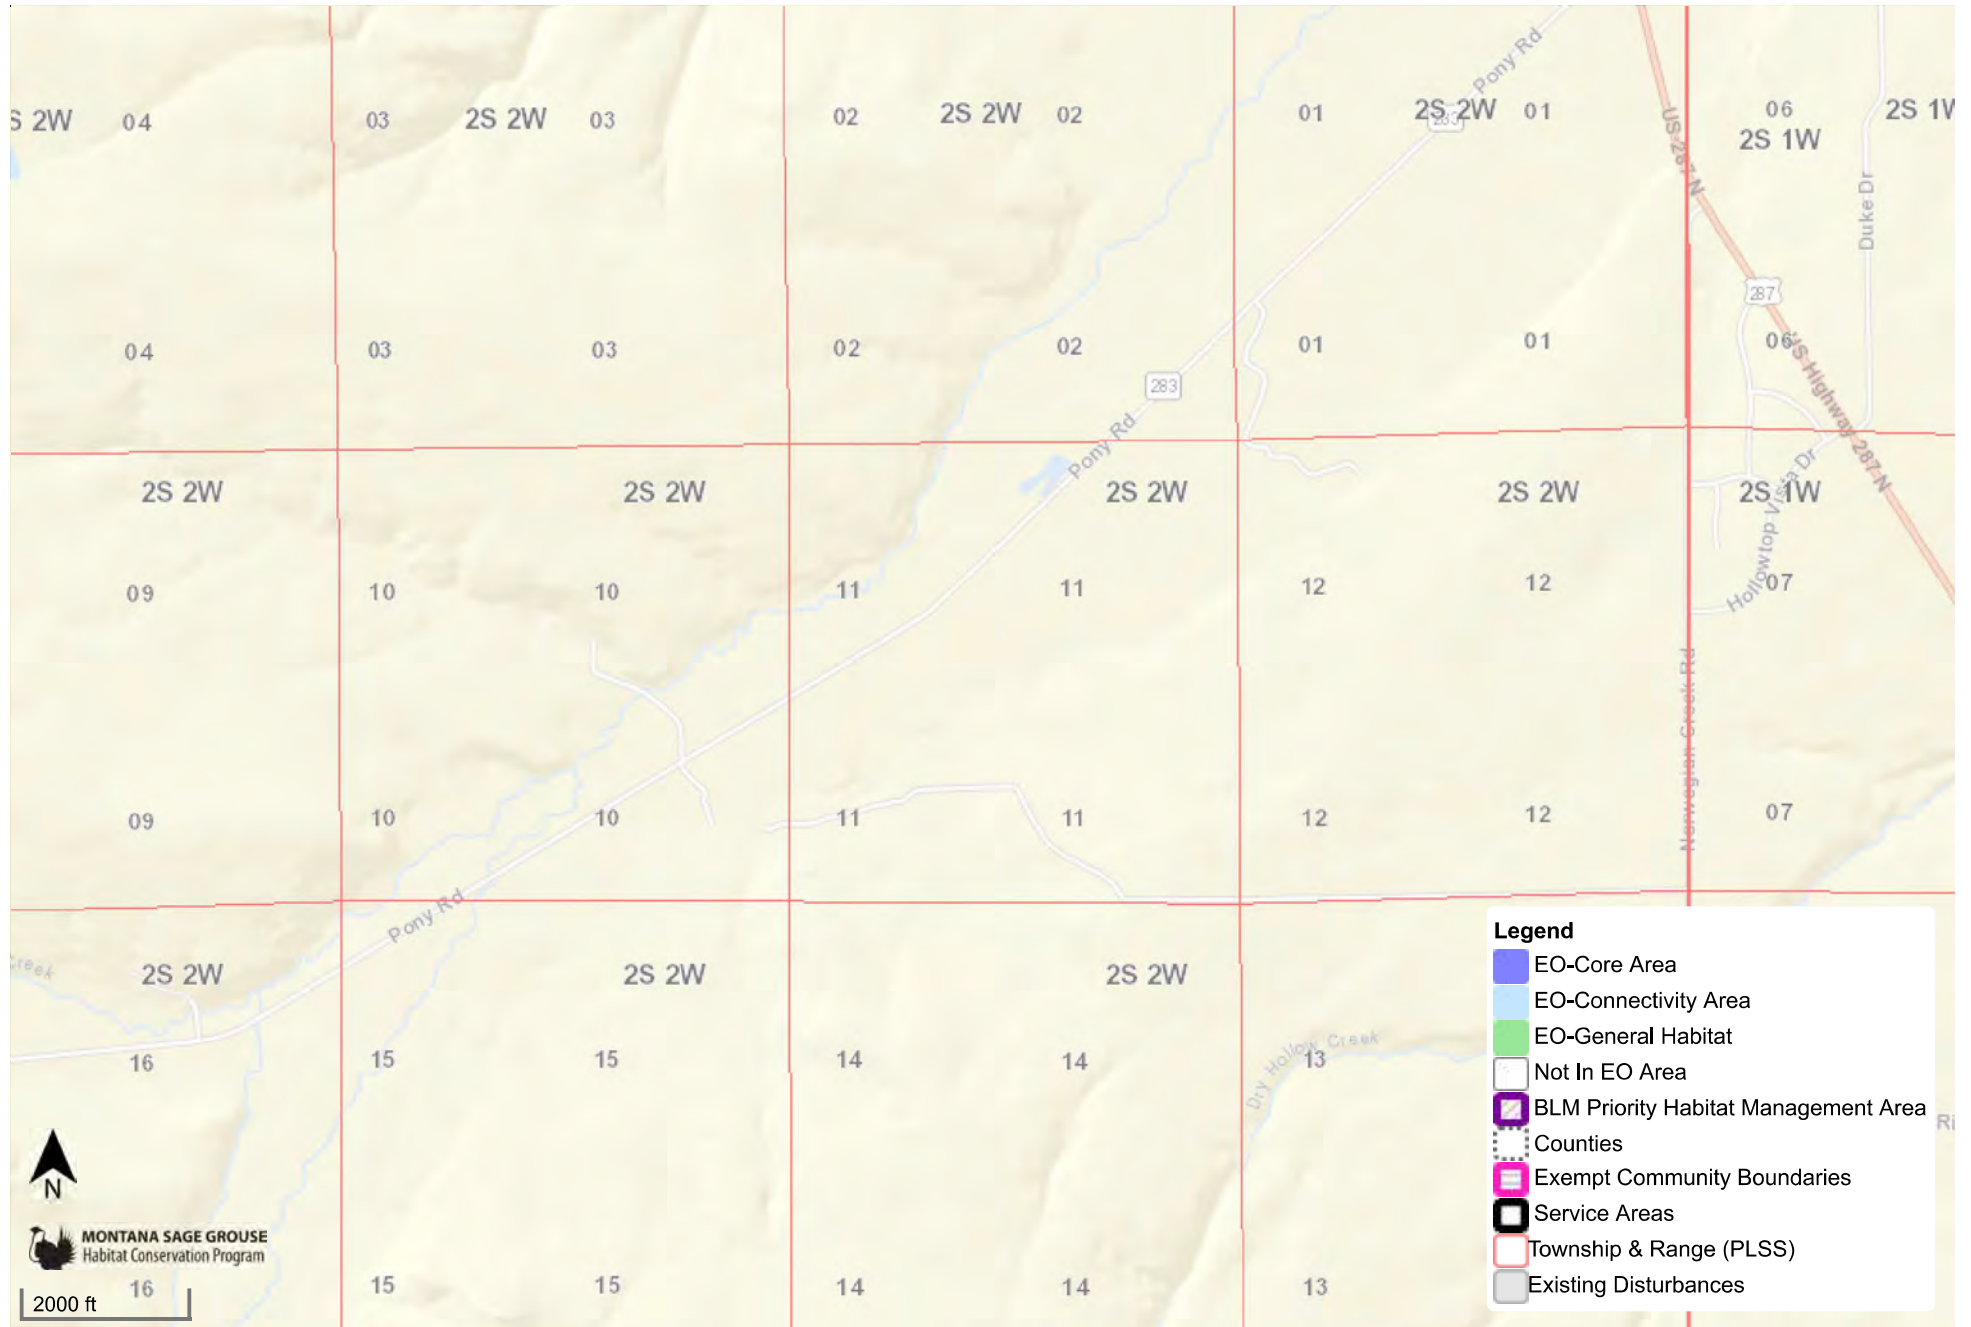 Pony Rd
S 2W
04
03
2S 2W
03
02
2S 2W
02
01
2S 2W
283
01
US-287 N
06
2S 1W
2S 1W
Duke Dr
287
04
03
03
02
02
283
01
01
06
US Highway 287 N
Pony Rd
2S 2W
2S 2W
2S 2W
2S 2W
2S 1W
Hollowtop Vista Dr
09
10
10
11
11
12
12
07
Norwegian Creek Rd
09
10
10
11
11
12
12
07
Pony Rd
Creek
2S 2W
2S 2W
2S 2W
16
15
15
14
14
13
Dry Hollow Creek
Ri
16
15
15
14
14
13
N
MONTANA SAGE GROUSE
Habitat Conservation Program
2000 ft
Legend
EO-Core Area
EO-Connectivity Area
EO-General Habitat
Not In EO Area
BLM Priority Habitat Management Area
Counties
Exempt Community Boundaries
Service Areas
Township & Range (PLSS)
Existing Disturbances